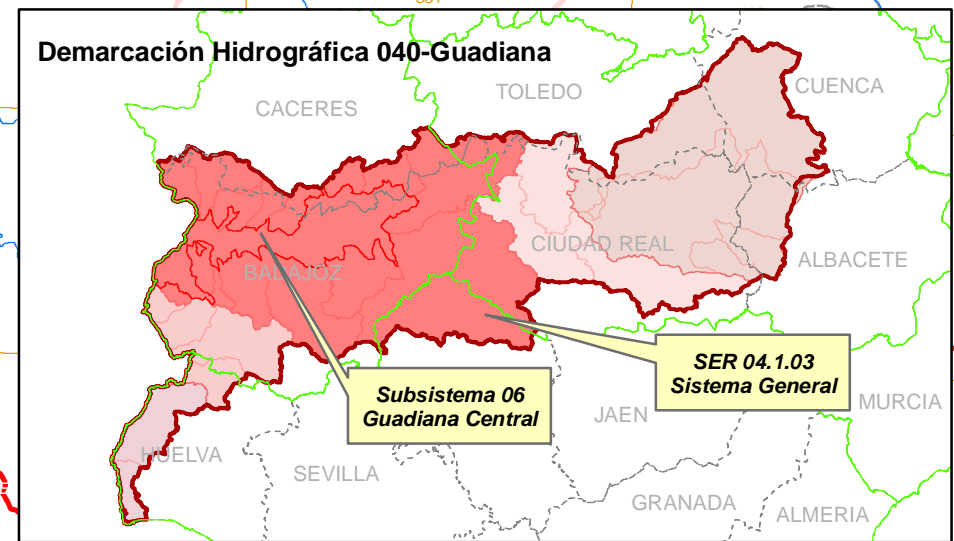 Demarcación Hidrográfica 040-Guadiana
CACERES
TOLEDO
CUENCA
CIUDAD REAL
ALBACETE
BADAJOZ
SER 04.1.03
Sistema General
Subsistema 06
Guadiana Central
JAEN
MURCIA
HUELVA
SEVILLA
GRANADA
ALMERIA